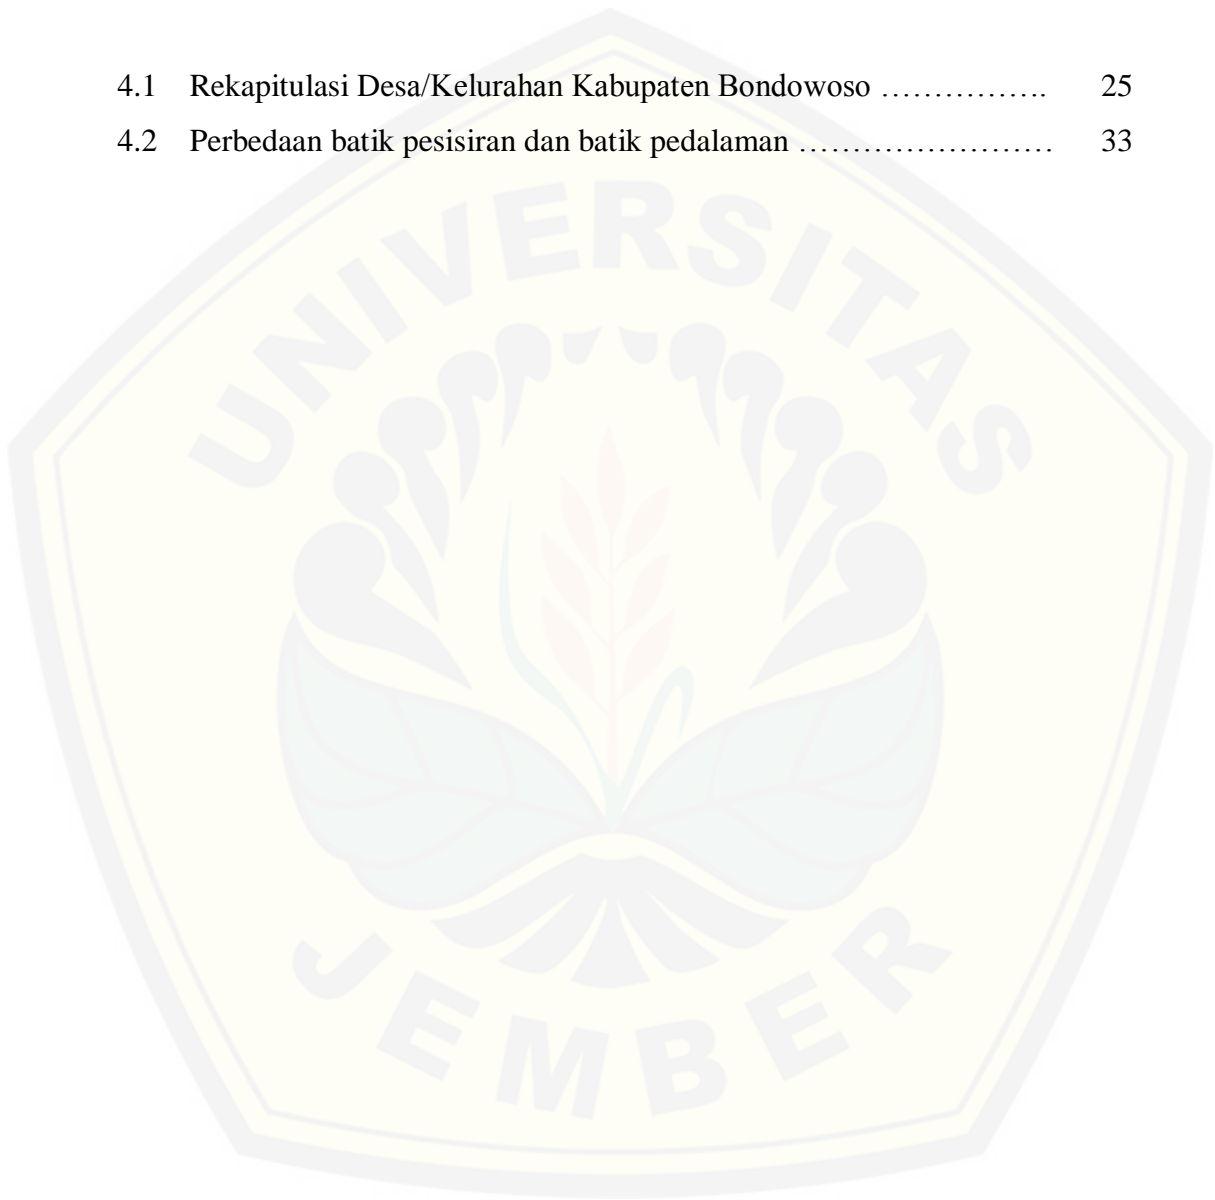 4.1 Rekapitulasi Desa/Kelurahan Kabupaten Bondowoso ……………. 25
4.2 Perbedaan batik pesisiran dan batik pedalaman …………………… 33
UNIVERSITAS
JEMBER